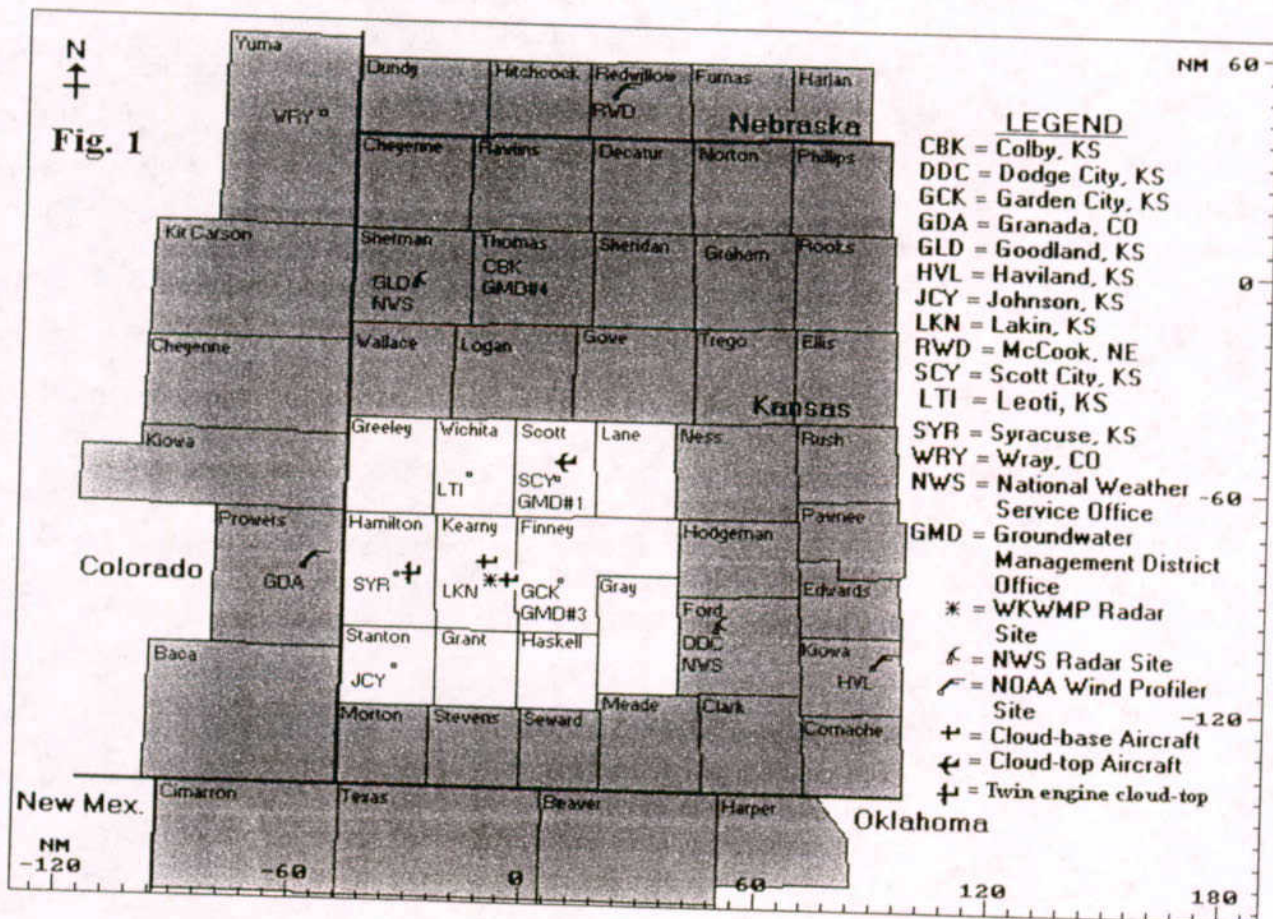 N
Fig. 1
NM 60
Yuma
WRY
Dundy
Hitchcock
Redwillow
Furnas
Harlan
RWD
Nebraska
Cheyenne
Rawlins
Decatur
Norton
Phillips
Kit Carson
Sherman
Thomas
Sheridan
Graham
Rooks
GLD
NWS
CBK
GMD#4
0
Cheyenne
Wallace
Logan
Gove
Trego
Ellis
Kansas
Kiowa
Greeley
Wichita
Scott
Lane
Ness
Rush
LTI
SCY
GMD#1
-60
Prowers
Hamilton
Kearny
Finney
Hodgeman
Pawnee
Colorado
GDA
SYR
LKN
GCK
GMD#3
Gray
Ford
DDC
NWS
Edwards
Baca
Stanton
Grant
Haskell
Kiowa
JCY
HVL
Morton
Stevens
Seward
Meade
Clark
Comache
-120
New Mex.
Cimarron
Texas
Beaver
Harper
Oklahoma
NM
-120
-60
0
60
120
180
LEGEND
CBK = Colby, KS
DDC = Dodge City, KS
GCK = Garden City, KS
GDA = Granada, CO
GLD = Goodland, KS
HVL = Haviland, KS
JCY = Johnson, KS
LKN = Lakin, KS
RWD = McCook, NE
SCY = Scott City, KS
LTI = Leoti, KS
SYR = Syracuse, KS
WRY = Wray, CO
NWS = National Weather
Service Office
GMD = Groundwater
Management District
Office
= WKWMP Radar
Site
= NWS Radar Site
= NOAA Wind Profiler
Site
= Cloud-base Aircraft
= Cloud-top Aircraft
= Twin engine cloud-top